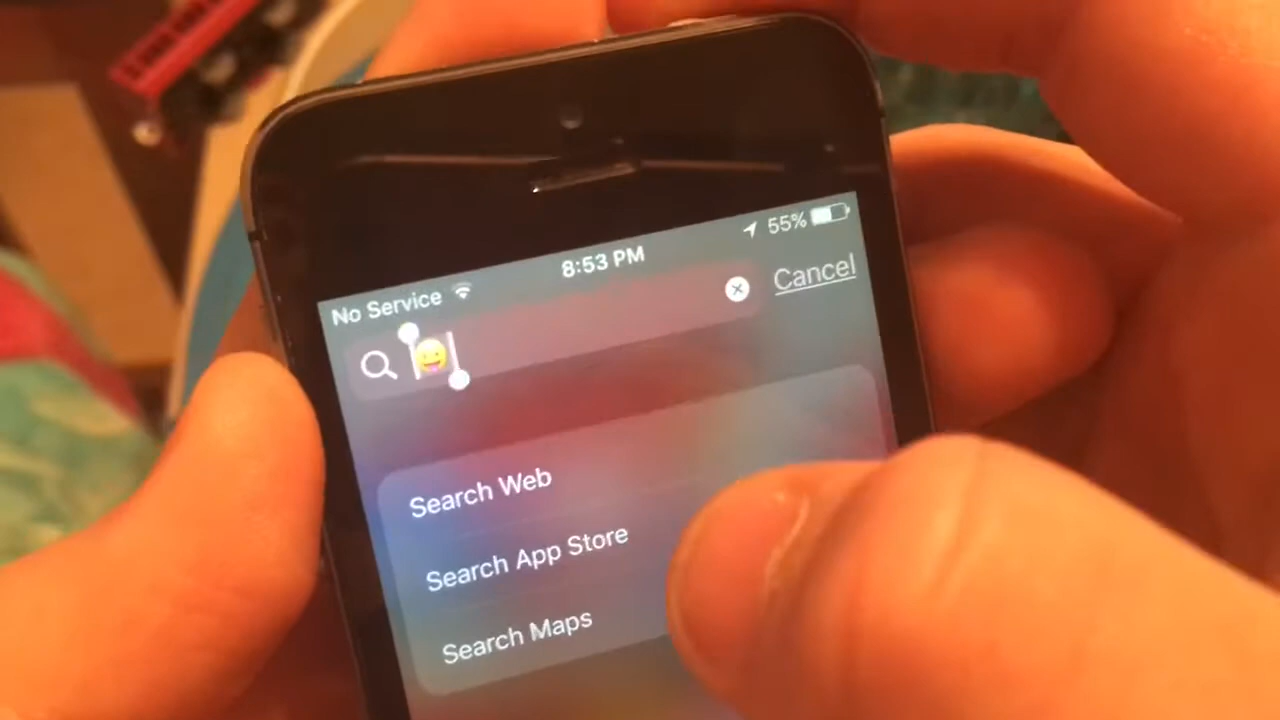 No Service 8:53 PM 55%
😛 Cancel
Search Web
Search App Store
Search Maps